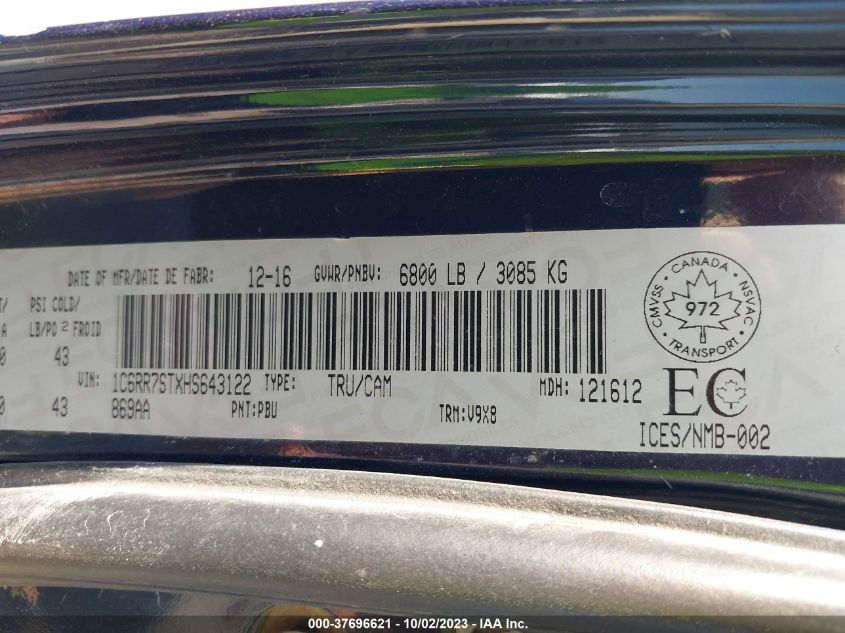 DATE OF MFR/DATE DE FABR: 12-16 GVWR/PNBV: 6800 LB / 3085 KG
PSI COLD/
LB/PO 2 FROID
43
VIN: 1C6RR7STXHS643122 TYPE: TRU/CAM MDH: 121612
43 869AA PNT:PBU TRM:V9X8
CANADA
CMVSS
NSVAC
972
TRANSPORT
EC
ICES/NMB-002
000-37696621 - 10/02/2023 - IAA Inc.